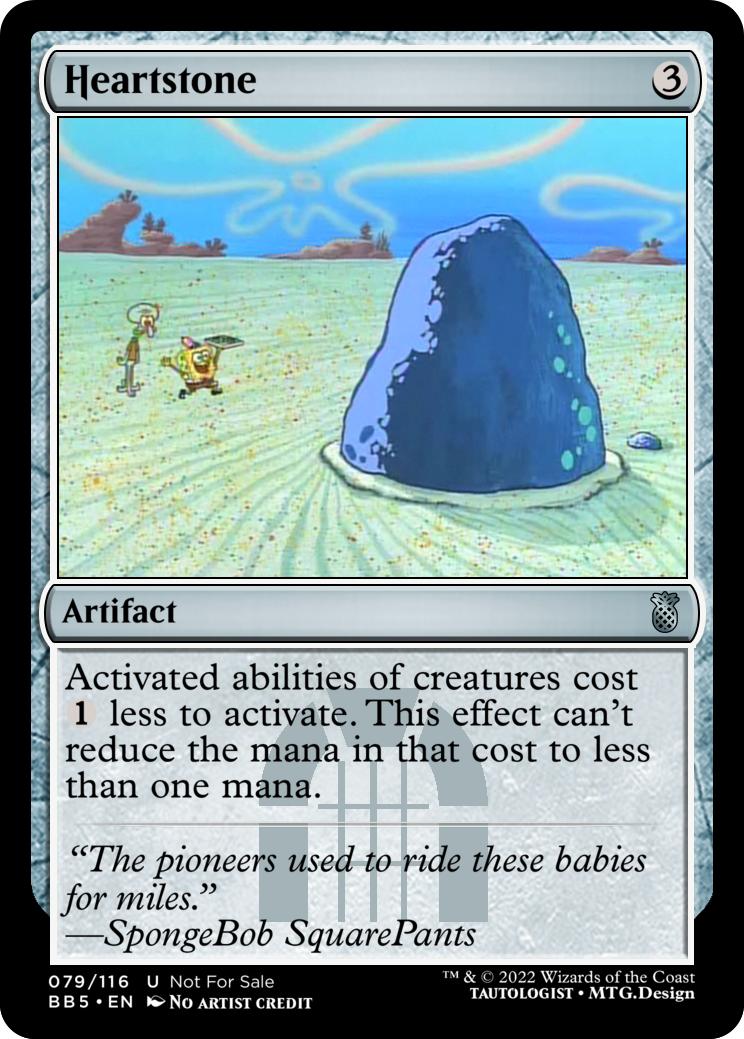 Heartstone
3
Artifact
Activated abilities of creatures cost
1 less to activate. This effect can't
reduce the mana in that cost to less
than one mana.
“The pioneers used to ride these babies
for miles.”
—SpongeBob SquarePants
079/116 U Not For Sale
BB5 • EN No artist credit
™ & © 2022 Wizards of the Coast
TAUTOLOGIST • MTG.Design